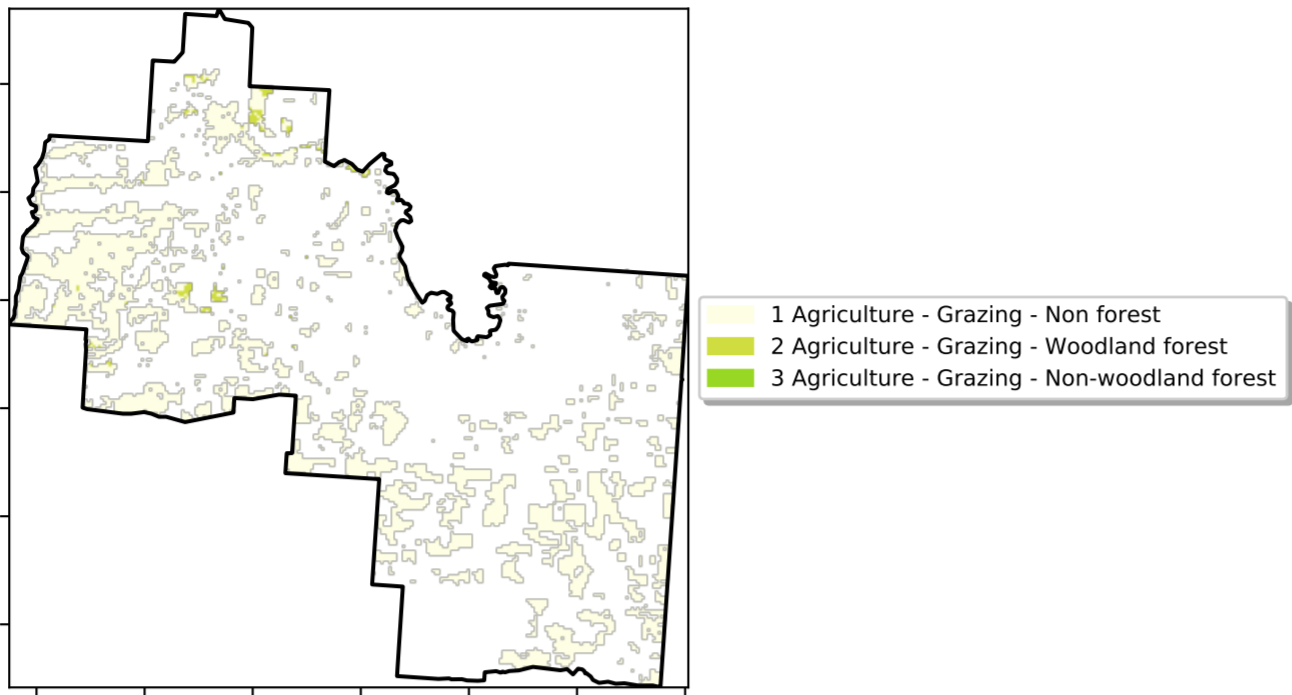 1 Agriculture - Grazing - Non forest
2 Agriculture - Grazing - Woodland forest
3 Agriculture - Grazing - Non-woodland forest